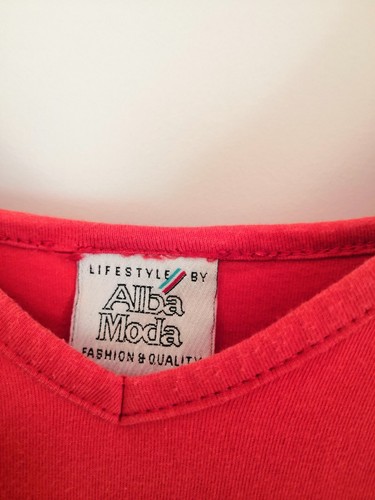 LIFESTYLE BY
Alba
Moda
FASHION & QUALITY